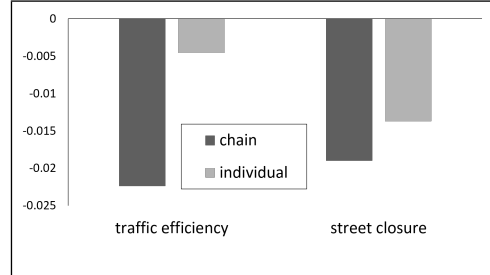 0
-0.005
-0.01
-0.015
-0.02
-0.025
chain
individual
traffic efficiency
street closure